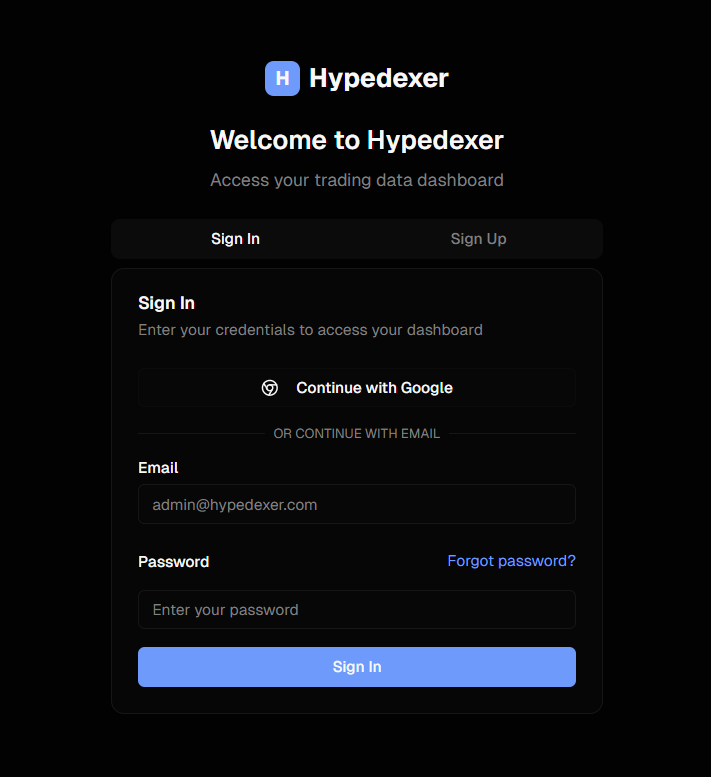 H Hypedexer
Welcome to Hypedexer
Access your trading data dashboard
Sign In Sign Up
Sign In
Enter your credentials to access your dashboard
Continue with Google
OR CONTINUE WITH EMAIL
Email
admin@hypedexer.com
Password Forgot password?
Enter your password
Sign In